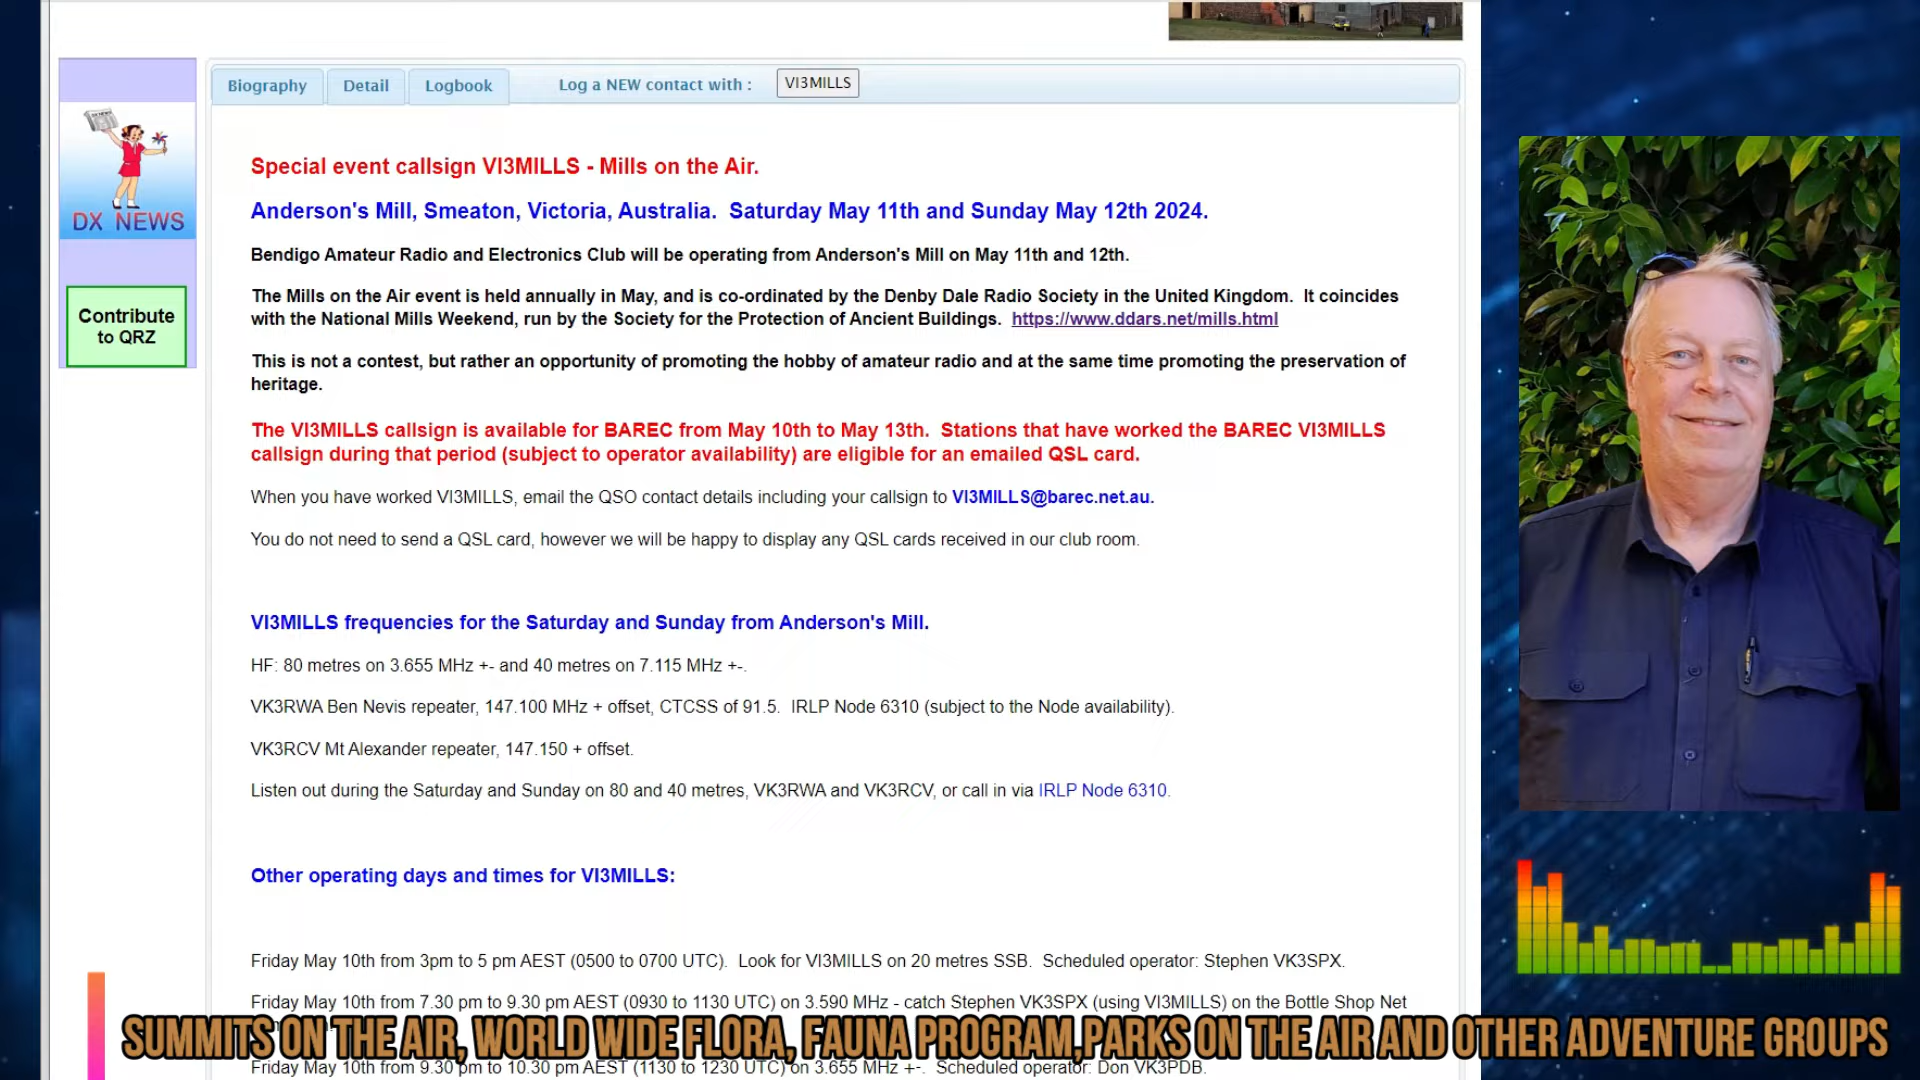 Biography Detail Logbook Log a NEW contact with : VI3MILLS
DX NEWS
Contribute
to QRZ
Special event callsign VI3MILLS - Mills on the Air.
Anderson's Mill, Smeaton, Victoria, Australia. Saturday May 11th and Sunday May 12th 2024.
Bendigo Amateur Radio and Electronics Club will be operating from Anderson's Mill on May 11th and 12th.
The Mills on the Air event is held annually in May, and is co-ordinated by the Denby Dale Radio Society in the United Kingdom. It coincides
with the National Mills Weekend, run by the Society for the Protection of Ancient Buildings. https://www.ddars.net/mills.html
This is not a contest, but rather an opportunity of promoting the hobby of amateur radio and at the same time promoting the preservation of
heritage.
The VI3MILLS callsign is available for BAREC from May 10th to May 13th. Stations that have worked the BAREC VI3MILLS
callsign during that period (subject to operator availability) are eligible for an emailed QSL card.
When you have worked VI3MILLS, email the QSO contact details including your callsign to VI3MILLS@barec.net.au.
You do not need to send a QSL card, however we will be happy to display any QSL cards received in our club room.
VI3MILLS frequencies for the Saturday and Sunday from Anderson's Mill.
HF: 80 metres on 3.655 MHz +- and 40 metres on 7.115 MHz +-.
VK3RWA Ben Nevis repeater, 147.100 MHz + offset, CTCSS of 91.5. IRLP Node 6310 (subject to the Node availability).
VK3RCV Mt Alexander repeater, 147.150 + offset.
Listen out during the Saturday and Sunday on 80 and 40 metres, VK3RWA and VK3RCV, or call in via IRLP Node 6310.
Other operating days and times for VI3MILLS:
Friday May 10th from 3pm to 5 pm AEST (0500 to 0700 UTC). Look for VI3MILLS on 20 metres SSB. Scheduled operator: Stephen VK3SPX.
Friday May 10th from 7.30 pm to 9.30 pm AEST (0930 to 1130 UTC) on 3.590 MHz - catch Stephen VK3SPX (using VI3MILLS) on the Bottle Shop Net
SUMMITS ON THE AIR, WORLD WIDE FLORA, FAUNA PROGRAM,PARKS ON THE AIR AND OTHER ADVENTURE GROUPS
Friday May 10th from 9.30 pm to 10.30 pm AEST (1130 to 1230 UTC) on 3.655 MHz +-. Scheduled operator: Don VK3PDB.